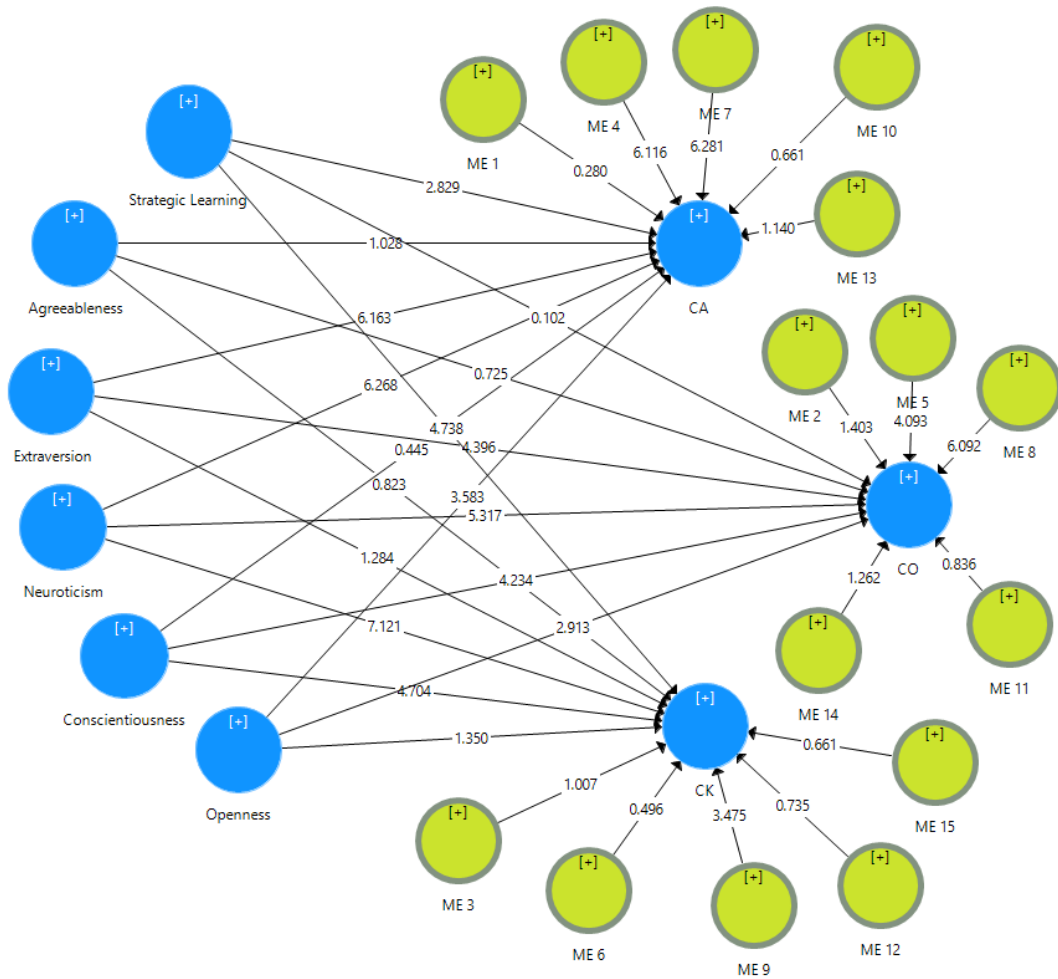 [+]
ME 1
[+]
ME 4
[+]
ME 7
[+]
ME 10
[+]
ME 13
0.280
6.116
6.281
0.661
1.140
[+]
CA
[+]
Strategic Learning
[+]
Agreeableness
[+]
Extraversion
[+]
Neuroticism
[+]
Conscientiousness
[+]
Openness
2.829
1.028
6.163
6.268
0.445
3.583
0.102
0.725
4.396
5.317
4.234
2.913
4.738
0.823
1.284
7.121
4.704
1.350
[+]
ME 2
[+]
ME 5
[+]
ME 8
1.403
4.093
6.092
[+]
CO
1.262
0.836
[+]
ME 14
[+]
ME 11
[+]
CK
0.661
[+]
ME 15
1.007
0.496
3.475
0.735
[+]
ME 3
[+]
ME 6
[+]
ME 9
[+]
ME 12